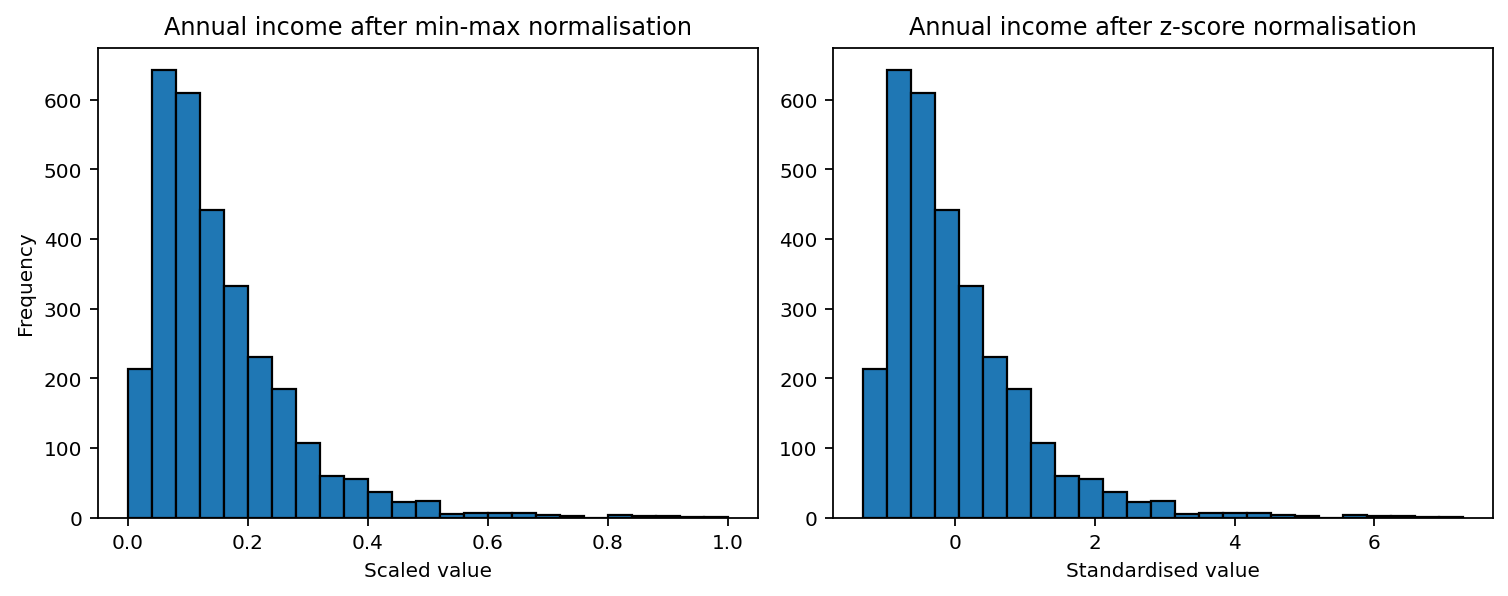 Annual income after min-max normalisation
Frequency
600
500
400
300
200
100
0
0.0 0.2 0.4 0.6 0.8 1.0
Scaled value
Annual income after z-score normalisation
600
500
400
300
200
100
0
0 2 4 6
Standardised value